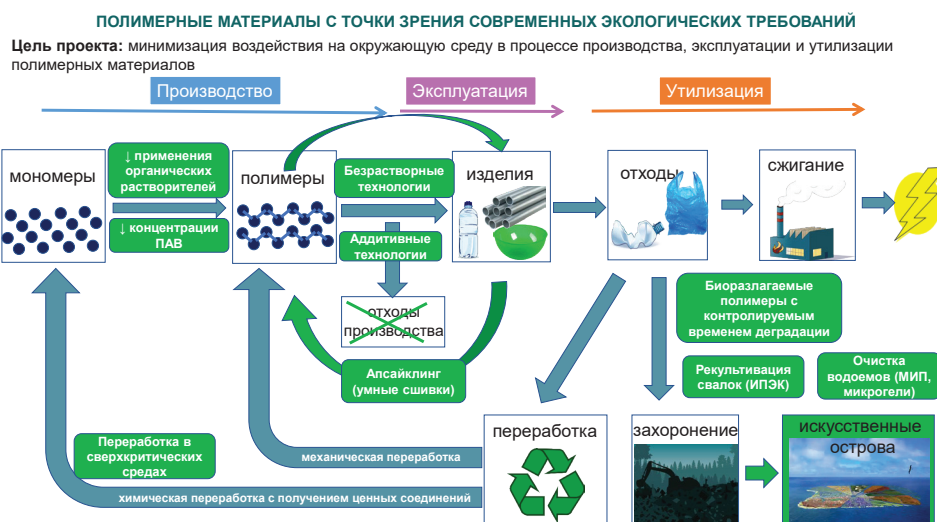 ПОЛИМЕРНЫЕ МАТЕРИАЛЫ С ТОЧКИ ЗРЕНИЯ СОВРЕМЕННЫХ ЭКОЛОГИЧЕСКИХ ТРЕБОВАНИЙ
Цель проекта: минимизация воздействия на окружающую среду в процессе производства, эксплуатации и утилизации
полимерных материалов
Производство
Эксплуатация
Утилизация
мономеры
↓ применения
органических
растворителей
↓ концентрации
ПАВ
полимеры
Безрастворные
технологии
Аддитивные
технологии
изделия
отходы
сжигание
отходы
производства
Апсайклинг
(умные сшивки)
Биоразлагаемые
полимеры с
контролируемым
временем деградации
Рекультивация
свалок (ИПЭК)
Очистка
водоемов (МИП,
микрогели)
Переработка в
сверхкритических
средах
механическая переработка
химическая переработка с получением ценных соединений
переработка
захоронение
искусственные
острова